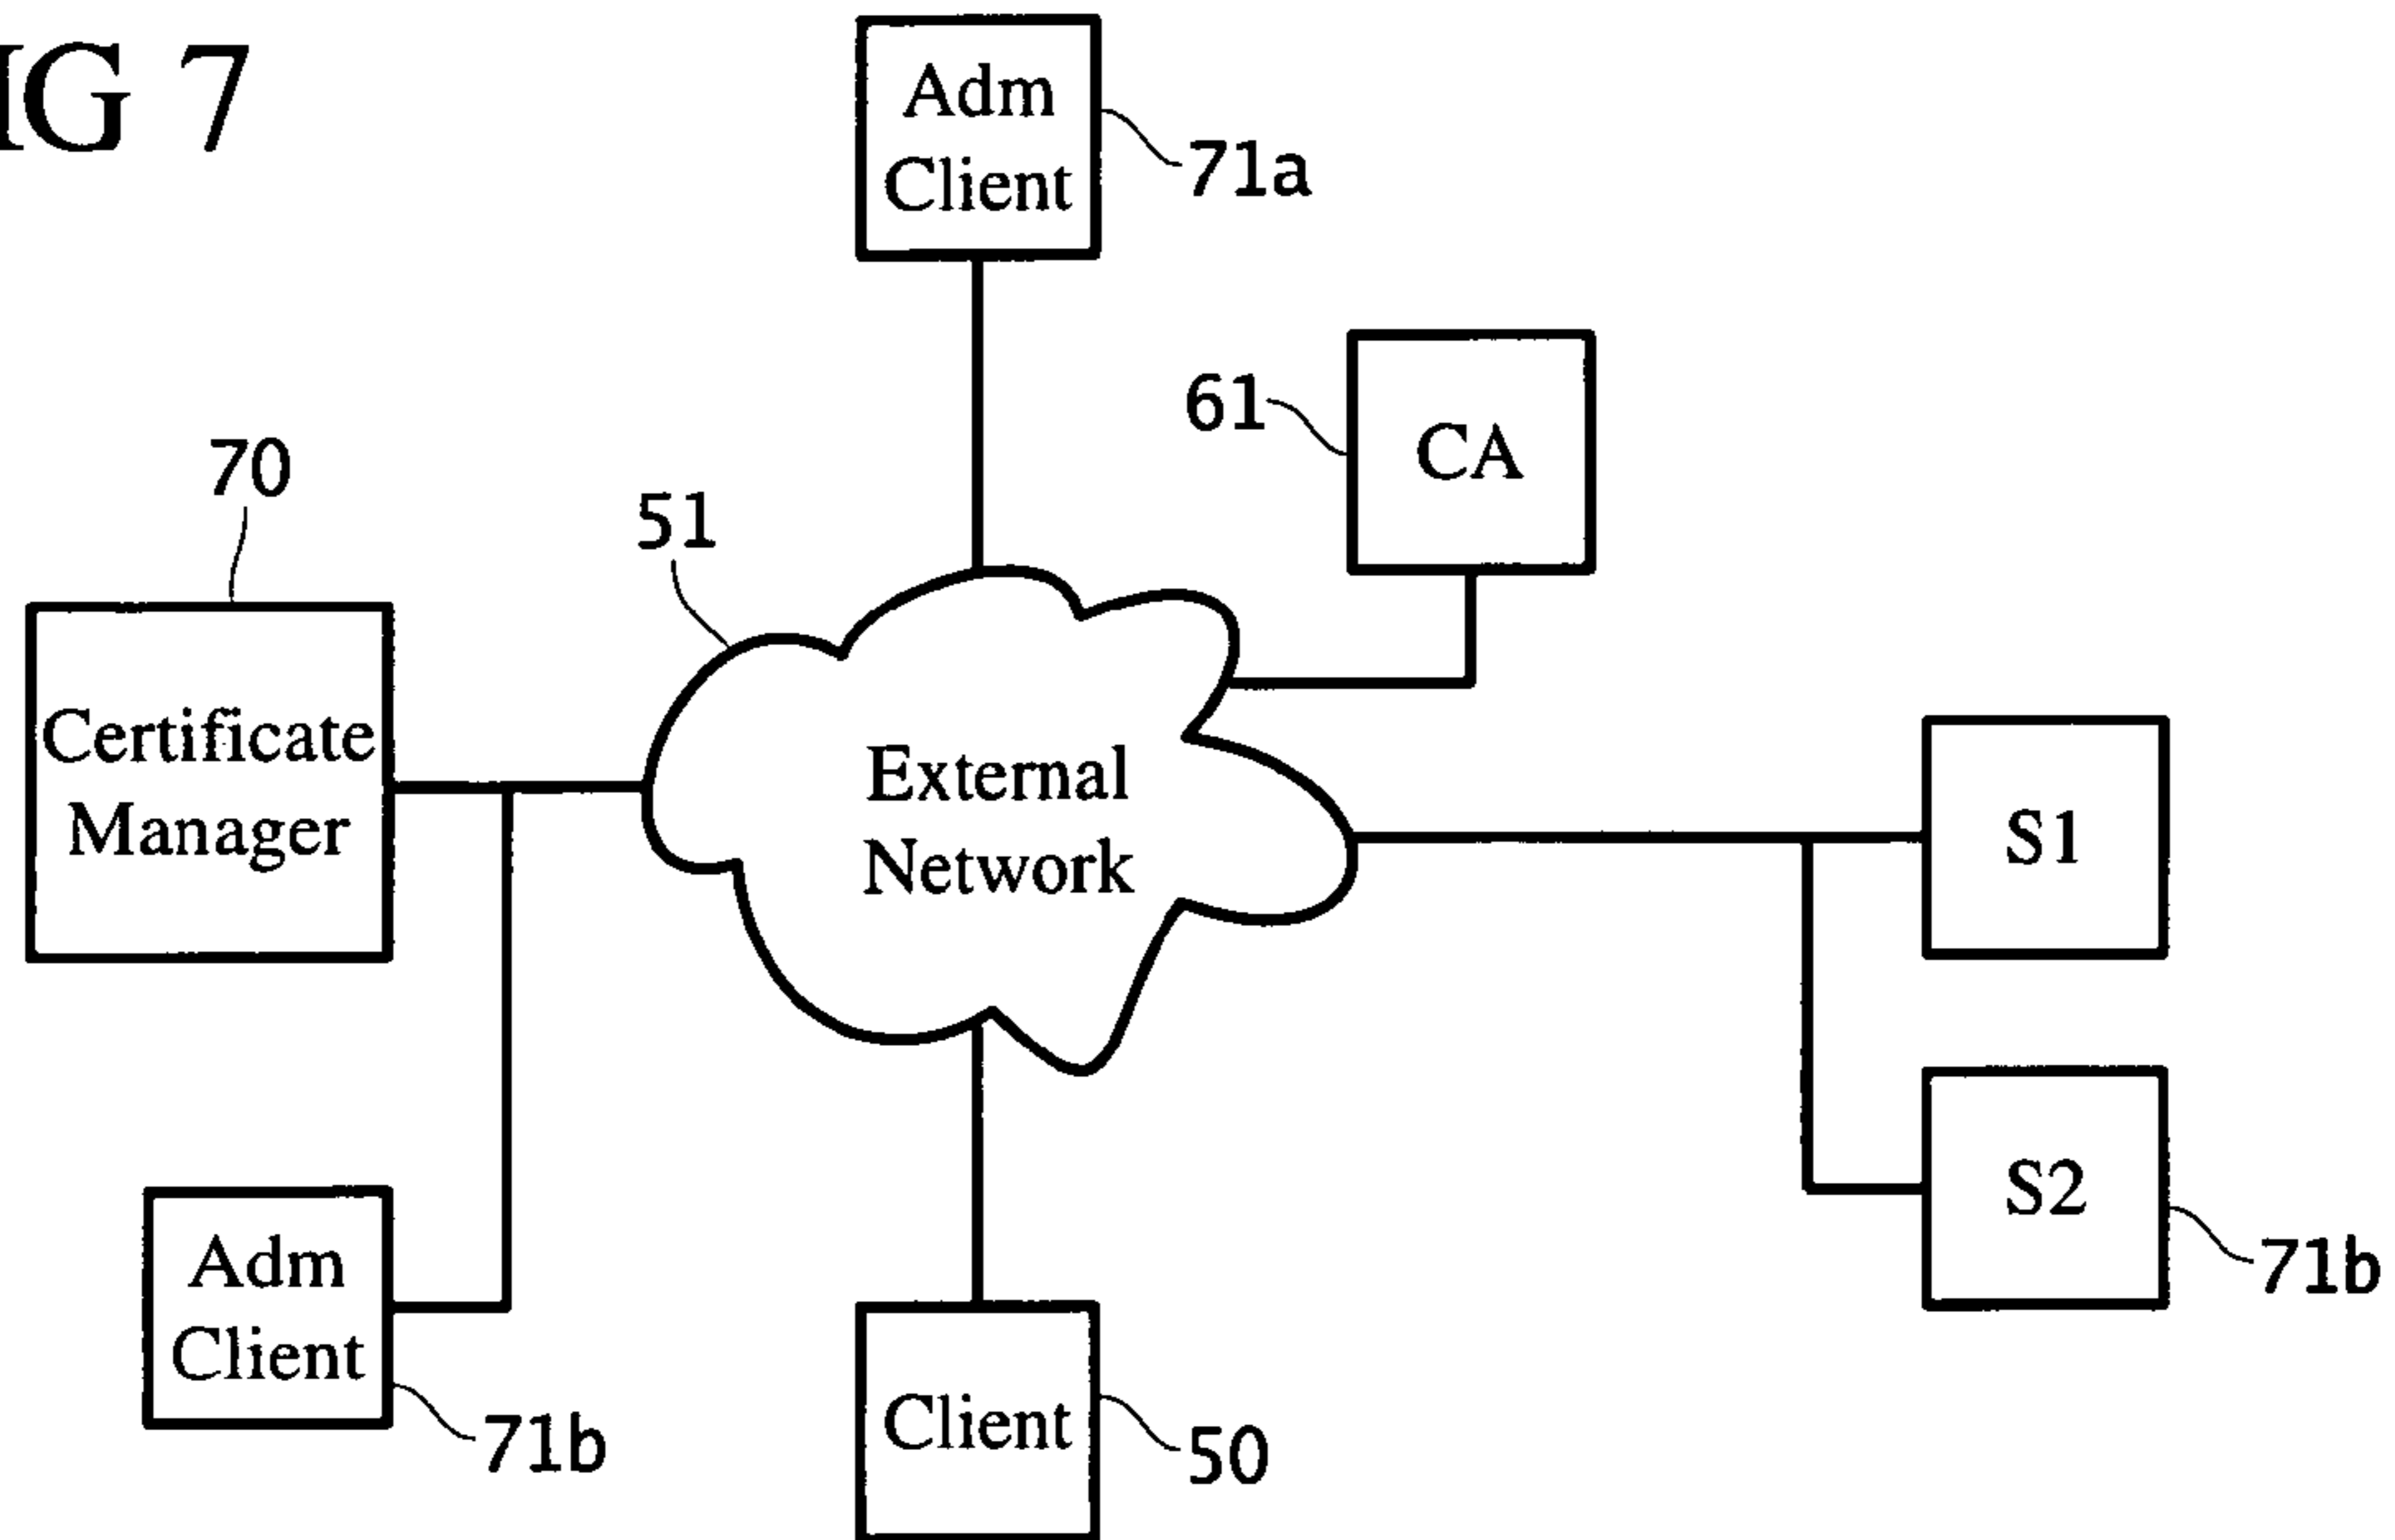 IG 7
Adm
Client
71a
61
CA
70
51
Certificate
Manager
External
Network
S1
S2
71b
Adm
Client
71b
Client
50